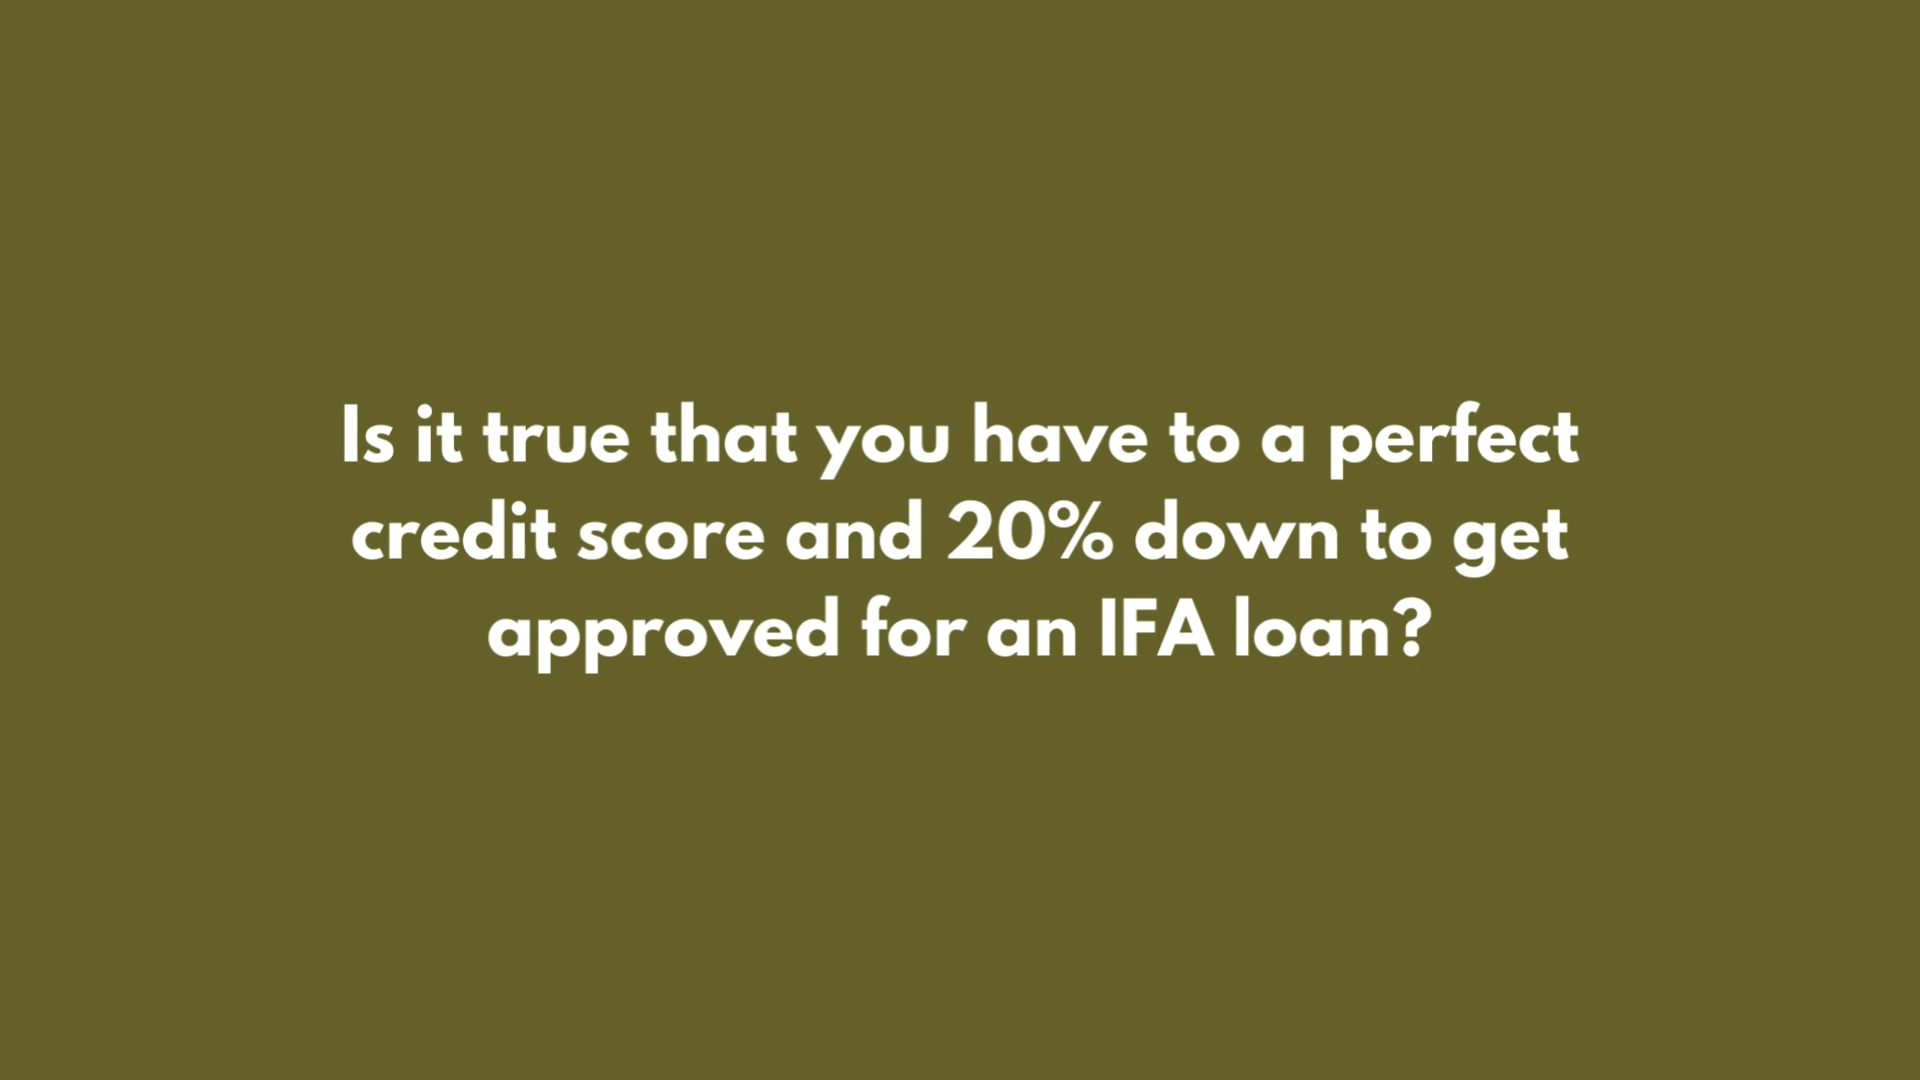 Is it true that you have to a perfect
credit score and 20% down to get
approved for an IFA loan?